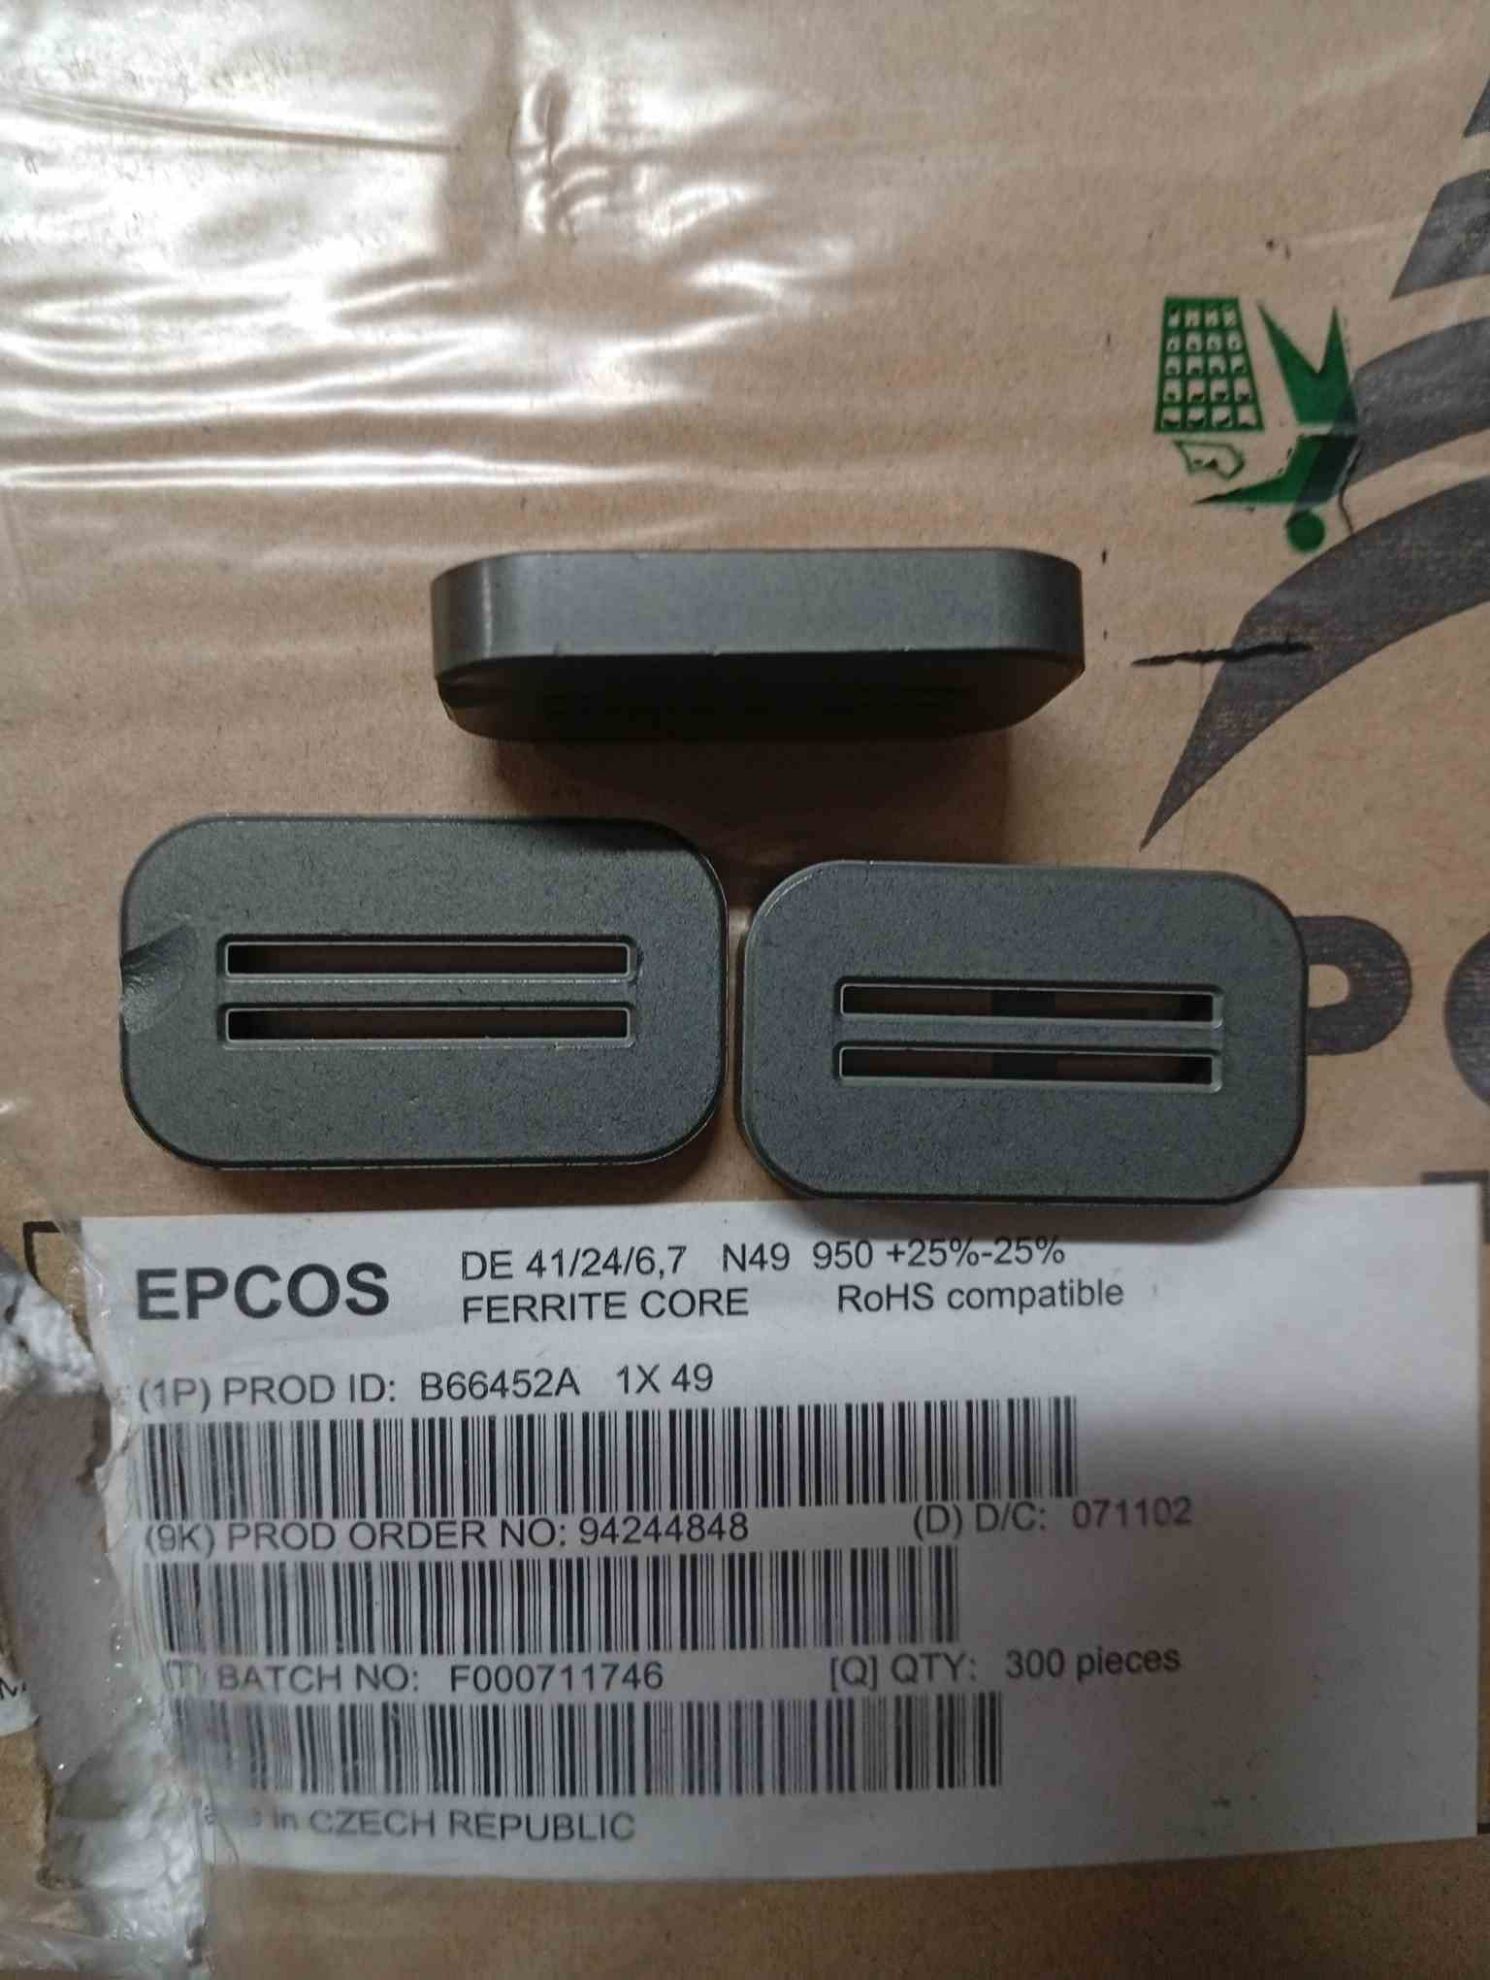 EPCOS
DE 41/24/6,7 N49 950 +25%-25%
FERRITE CORE RoHS compatible
(1P) PROD ID: B66452A 1X 49
(9K) PROD ORDER NO: 94244848 (D) D/C: 071102
(T) BATCH NO: F000711746 [Q] QTY: 300 pieces
in CZECH REPUBLIC